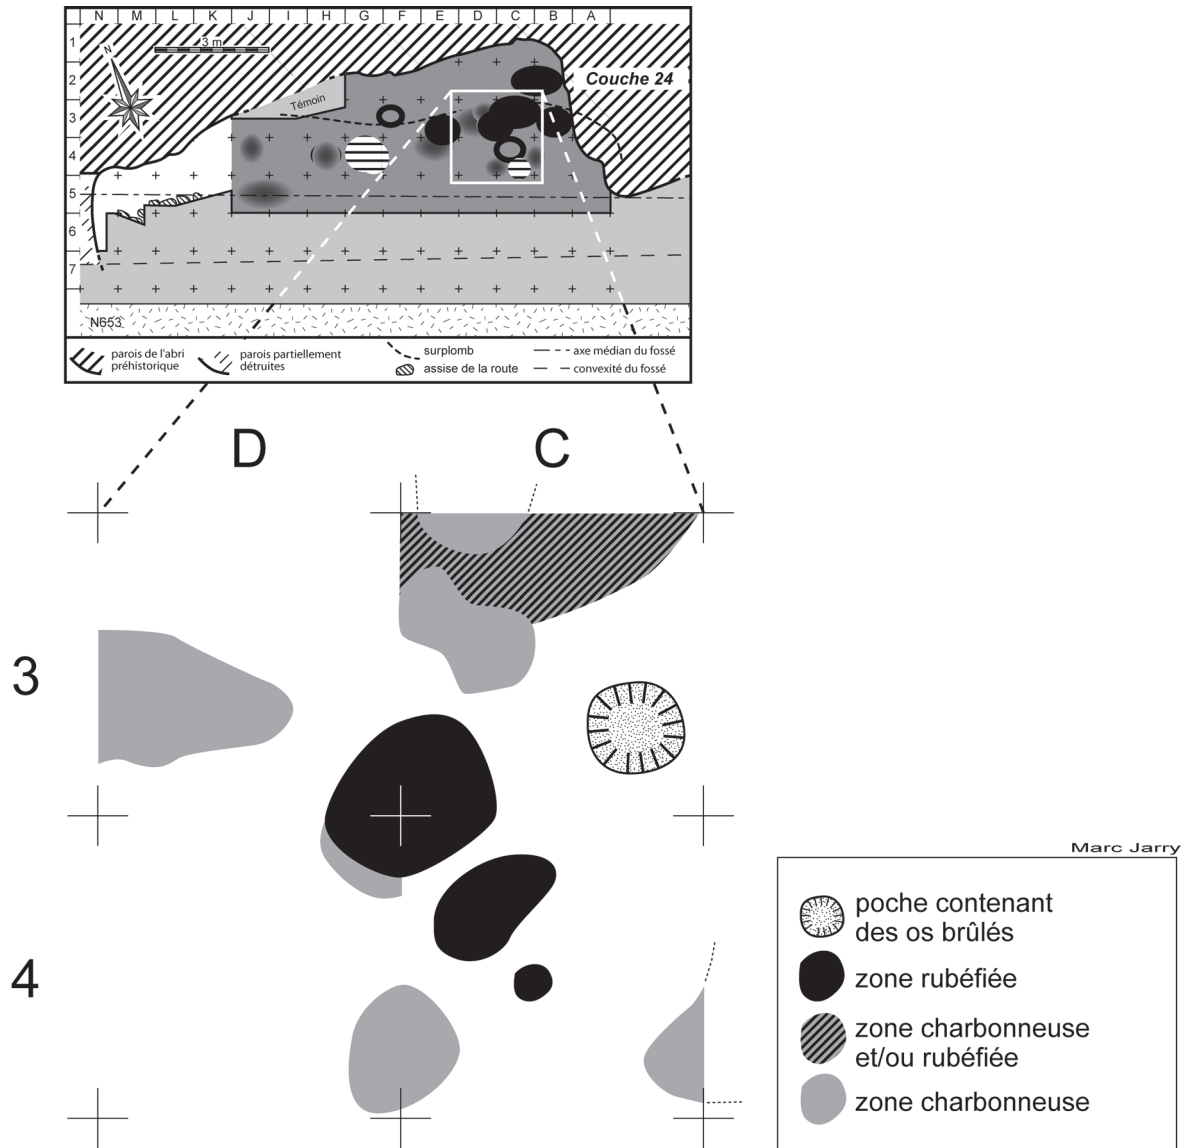 N M L K J I H G F E D C B A
1
3 m
N
Couche 24
2
Témoin
3
4
5
6
7
N653
parois de l'abri
préhistorique
parois partiellement
détruites
surplomb
assise de la route
axe médian du fossé
convexité du fossé
D C
3
4
Marc Jarry
poche contenant
des os brûlés
zone rubéfiée
zone charbonneuse
et/ou rubéfiée
zone charbonneuse